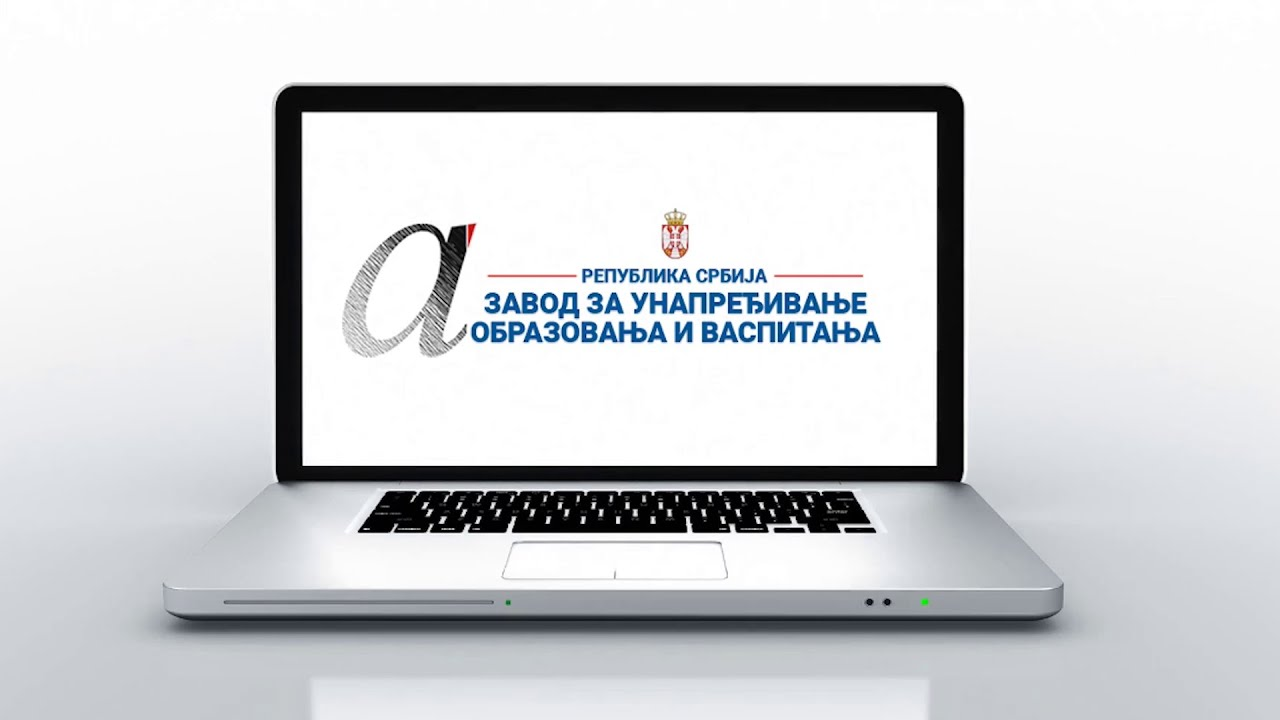 a
РЕПУБЛИКА СРБИЈА
ЗАВОД ЗА УНАПРЕЂИВАЊЕ
ОБРАЗОВАЊА И ВАСПИТАЊА